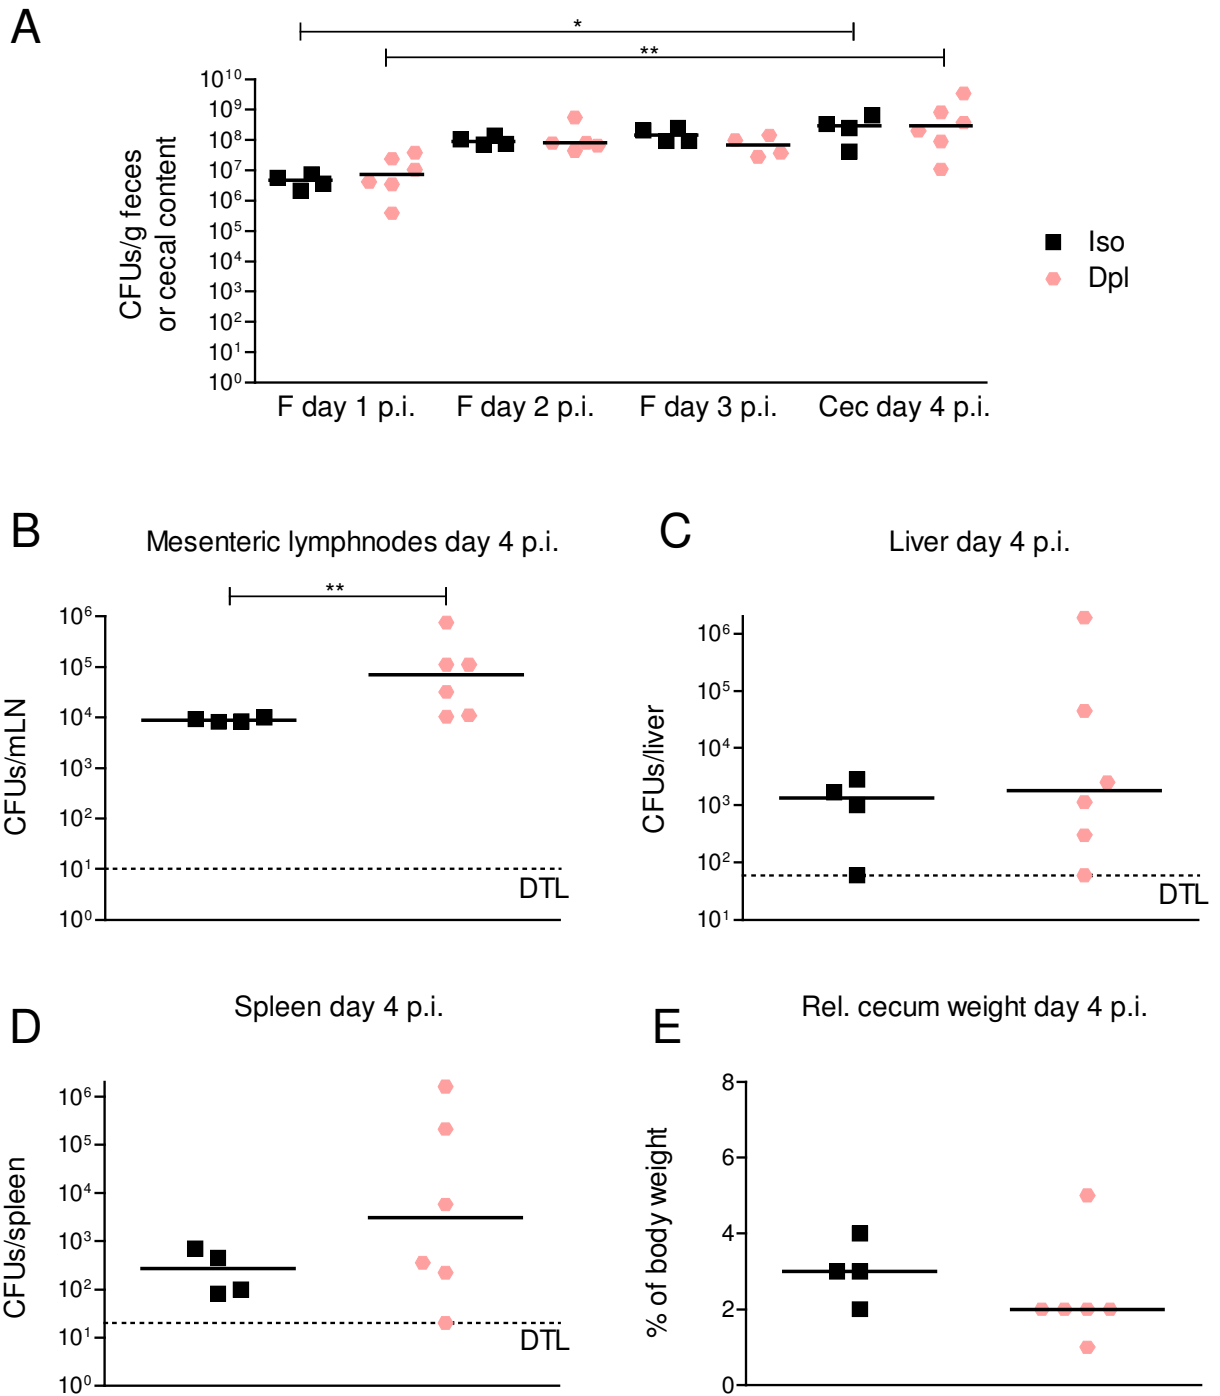 A
*
**
10¹⁰
10⁹
10⁸
10⁷
10⁶
10⁵
10⁴
10³
10²
10¹
10⁰
CFUs/g feces
or cecal content
F day 1 p.i.
F day 2 p.i.
F day 3 p.i.
Cec day 4 p.i.
Iso
Dpl
B
Mesenteric lymphnodes day 4 p.i.
**
10⁶
10⁵
10⁴
10³
10²
10¹
10⁰
CFUs/mLN
DTL
C
Liver day 4 p.i.
10⁶
10⁵
10⁴
10³
10²
10¹
CFUs/liver
DTL
D
Spleen day 4 p.i.
10⁶
10⁵
10⁴
10³
10²
10¹
10⁰
CFUs/spleen
DTL
E
Rel. cecum weight day 4 p.i.
8
6
4
2
0
% of body weight